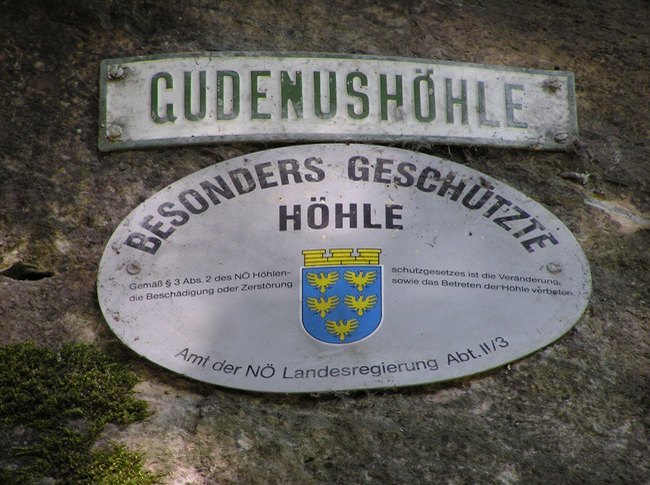 GUDENUSHÖHLE
BESONDERS GESCHÜTZTE
HÖHLE
Gemäß § 3 Abs. 2 des NÖ Höhlen- schutzgesetzes ist die Veränderung,
die Beschädigung oder Zerstörung sowie das Betreten der Höhle verboten.
Amt der NÖ Landesregierung Abt. II/3